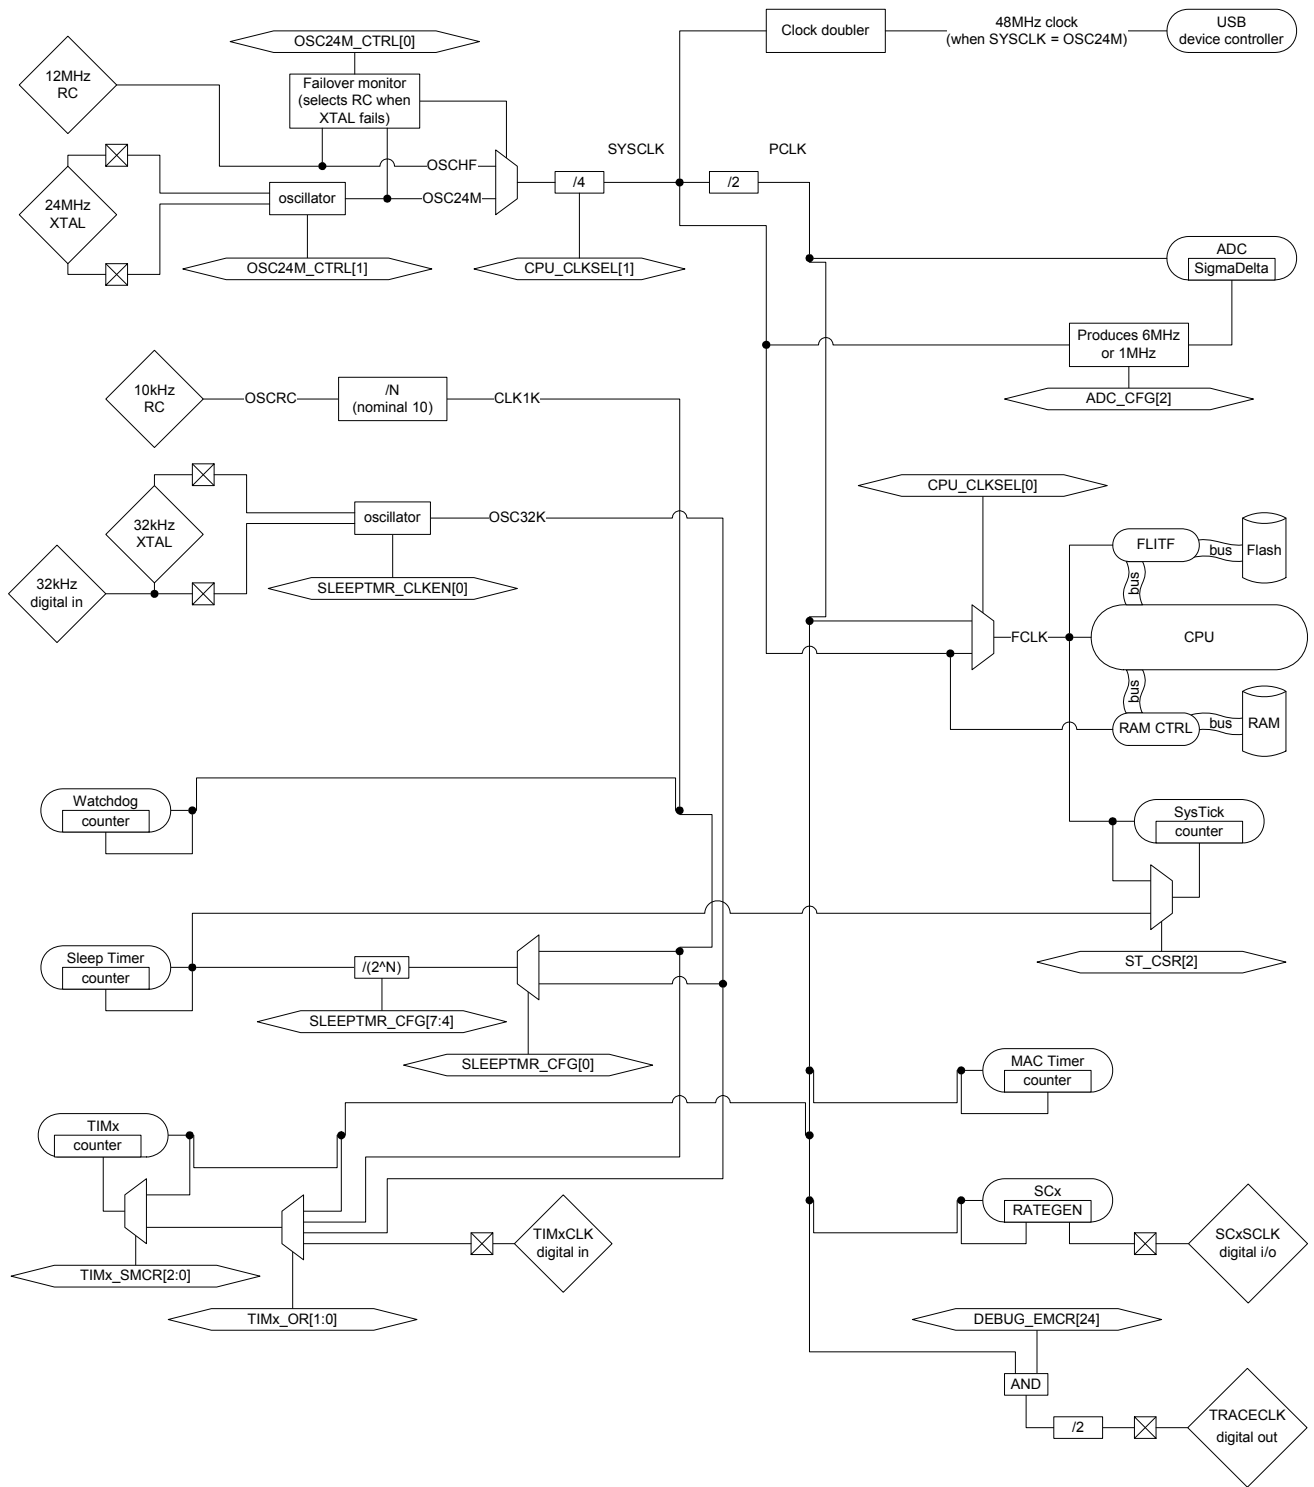 OSC24M_CTRL[0]
Clock doubler
48MHz clock
(when SYSCLK = OSC24M)
USB
device controller
12MHz
RC
Failover monitor
(selects RC when
XTAL fails)
OSCHF
SYSCLK
PCLK
/4
/2
24MHz
XTAL
oscillator
OSC24M
OSC24M_CTRL[1]
CPU_CLKSEL[1]
ADC
SigmaDelta
Produces 6MHz
or 1MHz
ADC_CFG[2]
10kHz
RC
OSCRC
/N
(nominal 10)
CLK1K
CPU_CLKSEL[0]
32kHz
XTAL
oscillator
OSC32K
SLEEPTMR_CLKEN[0]
32kHz
digital in
FLITF
bus
Flash
bus
FCLK
CPU
bus
RAM CTRL
bus
RAM
Watchdog
counter
SysTick
counter
ST_CSR[2]
Sleep Timer
counter
/(2^N)
SLEEPTMR_CFG[7:4]
SLEEPTMR_CFG[0]
MAC Timer
counter
TIMx
counter
TIMxCLK
digital in
TIMx_SMCR[2:0]
TIMx_OR[1:0]
SCx
RATEGEN
SCxSCLK
digital i/o
DEBUG_EMCR[24]
AND
/2
TRACECLK
digital out